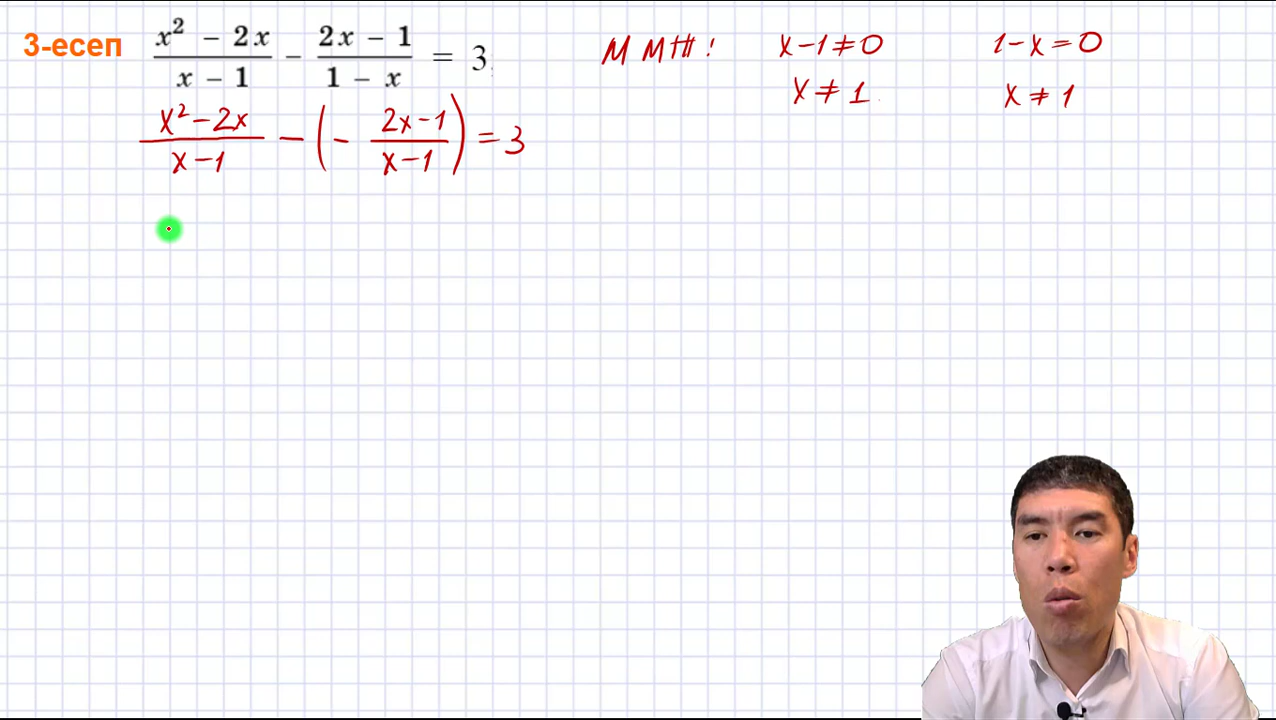 3-есеп (x² - 2x)/(x - 1) - (2x - 1)/(1 - x) = 3
ММЖ: x-1≠0 1-x=0
x≠1 x≠1
(x²-2x)/(x-1) - (- (2x-1)/(x-1)) = 3